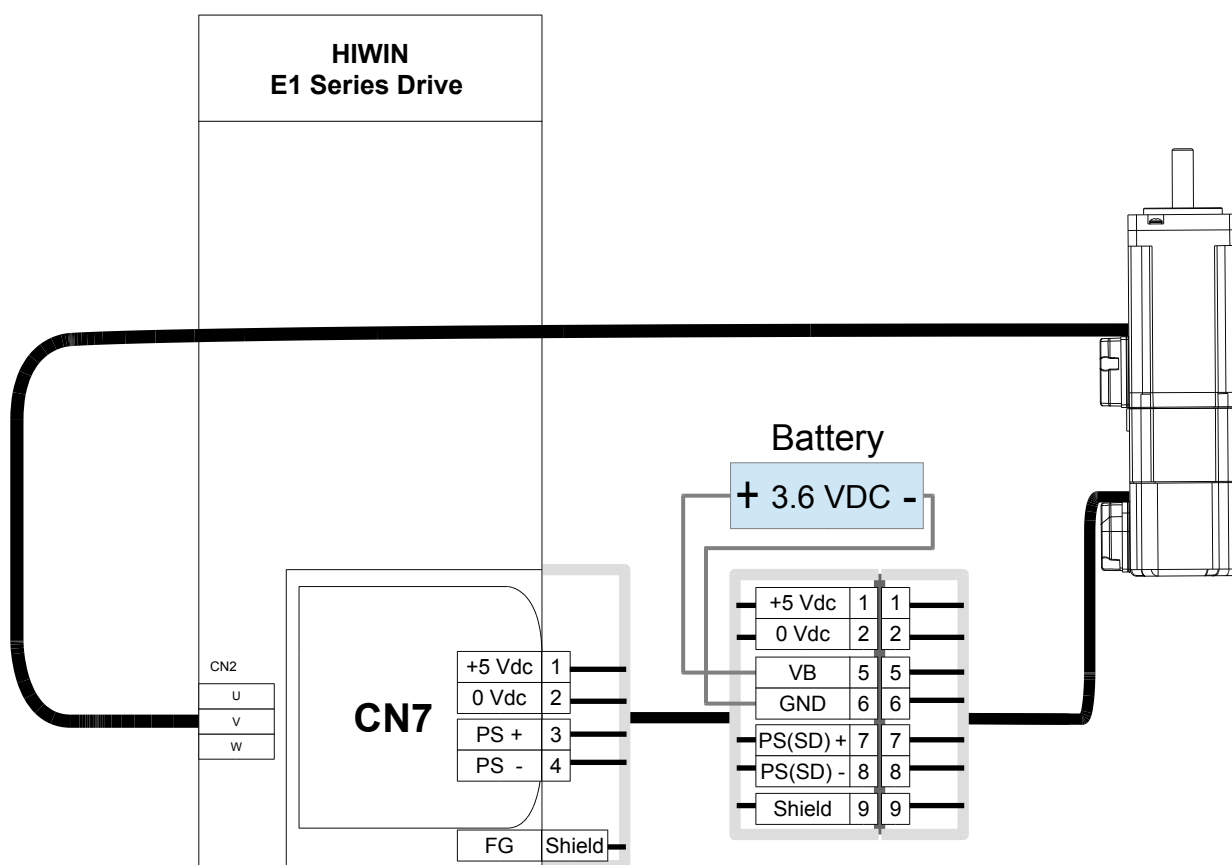 HIWIN
E1 Series Drive
Battery
+ 3.6 VDC -
CN2
U
V
W
CN7
+5 Vdc 1
0 Vdc 2
PS + 3
PS - 4
FG Shield
+5 Vdc 1 1
0 Vdc 2 2
VB 5 5
GND 6 6
PS(SD) + 7 7
PS(SD) - 8 8
Shield 9 9